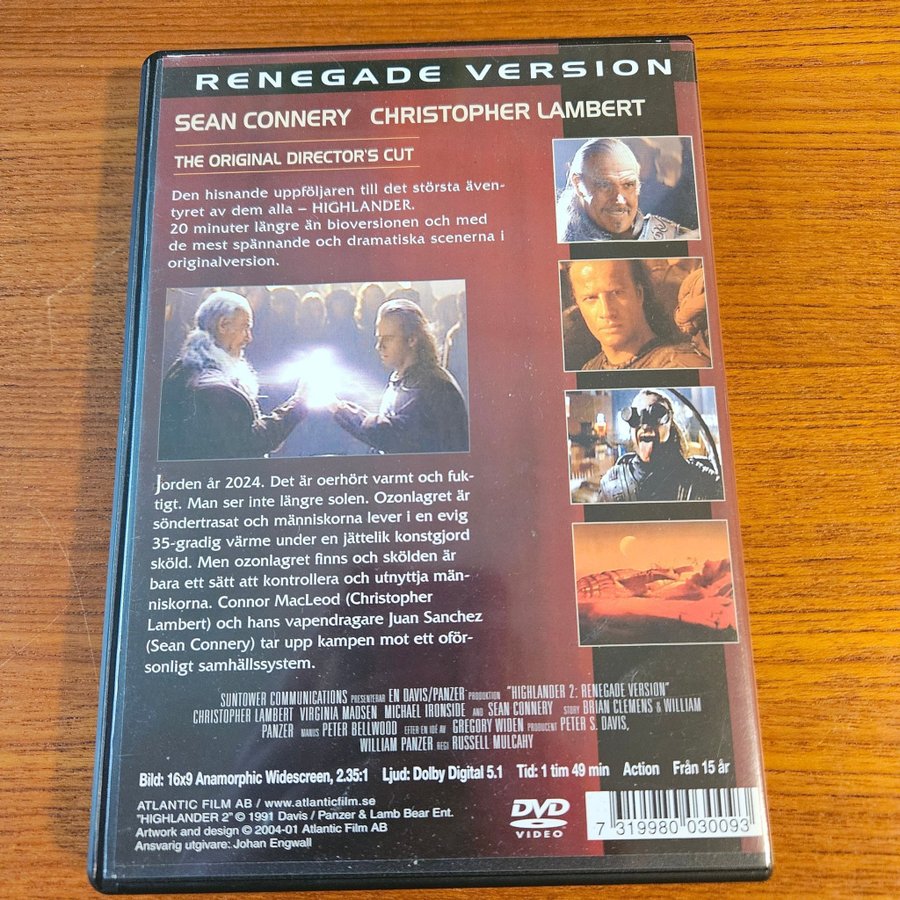 RENEGADE VERSION
SEAN CONNERY CHRISTOPHER LAMBERT
THE ORIGINAL DIRECTOR'S CUT
Den hisnande uppföljaren till det största även-
tyret av dem alla – HIGHLANDER.
20 minuter längre än bioversionen och med
de mest spännande och dramatiska scenerna i
originalversion.
Jorden år 2024. Det är oerhört varmt och fuk-
tigt. Man ser inte längre solen. Ozonlagret är
söndertrasat och människorna lever i en evig
35-gradig värme under en jättelik konstgjord
sköld. Men ozonlagret finns och skölden är
bara ett sätt att kontrollera och utnyttja män-
niskorna. Connor MacLeod (Christopher
Lambert) och hans vapendragare Juan Sanchez
(Sean Connery) tar upp kampen mot ett oför-
sonligt samhällssystem.
SUNTOWER COMMUNICATIONS PRESENTERAR EN DAVIS/PANZER PRODUKTION "HIGHLANDER 2: RENEGADE VERSION"
CHRISTOPHER LAMBERT VIRGINIA MADSEN MICHAEL IRONSIDE AND SEAN CONNERY STORY BRIAN CLEMENS & WILLIAM
PANZER MANUS PETER BELLWOOD EFTER EN IDÉ AV GREGORY WIDEN PRODUCENT PETER S. DAVIS,
WILLIAM PANZER REGI RUSSELL MULCAHY
Bild: 16x9 Anamorphic Widescreen, 2.35:1 Ljud: Dolby Digital 5.1 Tid: 1 tim 49 min Action Från 15 år
ATLANTIC FILM AB / www.atlanticfilm.se
"HIGHLANDER 2" © 1991 Davis / Panzer & Lamb Bear Ent.
Artwork and design © 2004-01 Atlantic Film AB
Ansvarig utgivare: Johan Engwall
DVD
VIDEO
7 319980 030093